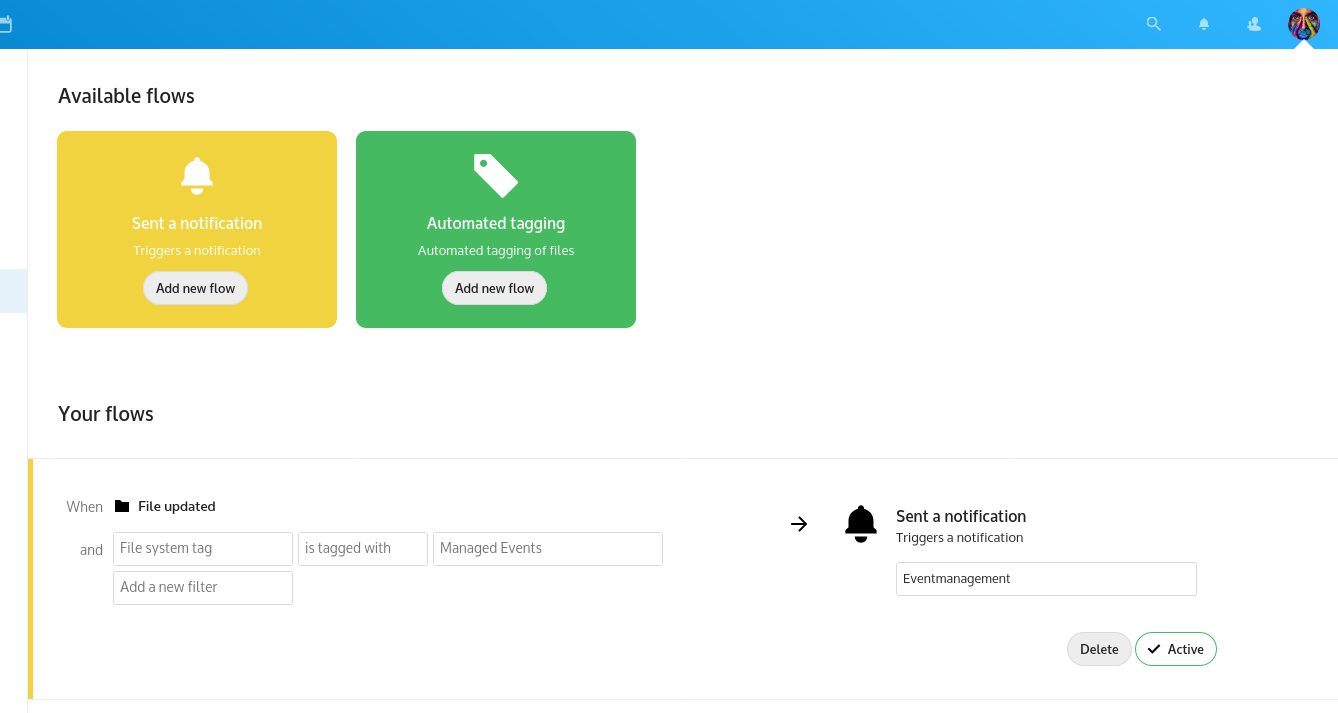 Available flows
Sent a notification
Triggers a notification
Add new flow
Automated tagging
Automated tagging of files
Add new flow
Your flows
When File updated
and File system tag is tagged with Managed Events
Add a new filter
Sent a notification
Triggers a notification
Eventmanagement
Delete Active